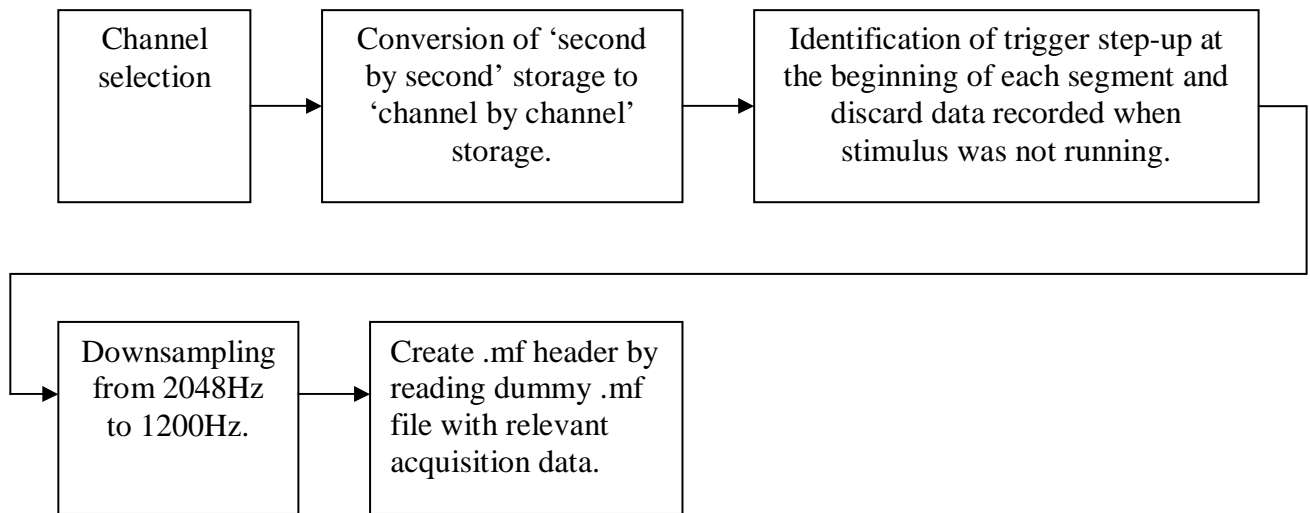 Channel
selection
Conversion of ‘second
by second’ storage to
‘channel by channel’
storage.
Identification of trigger step-up at
the beginning of each segment and
discard data recorded when
stimulus was not running.
Downsampling
from 2048Hz
to 1200Hz.
Create .mf header by
reading dummy .mf
file with relevant
acquisition data.